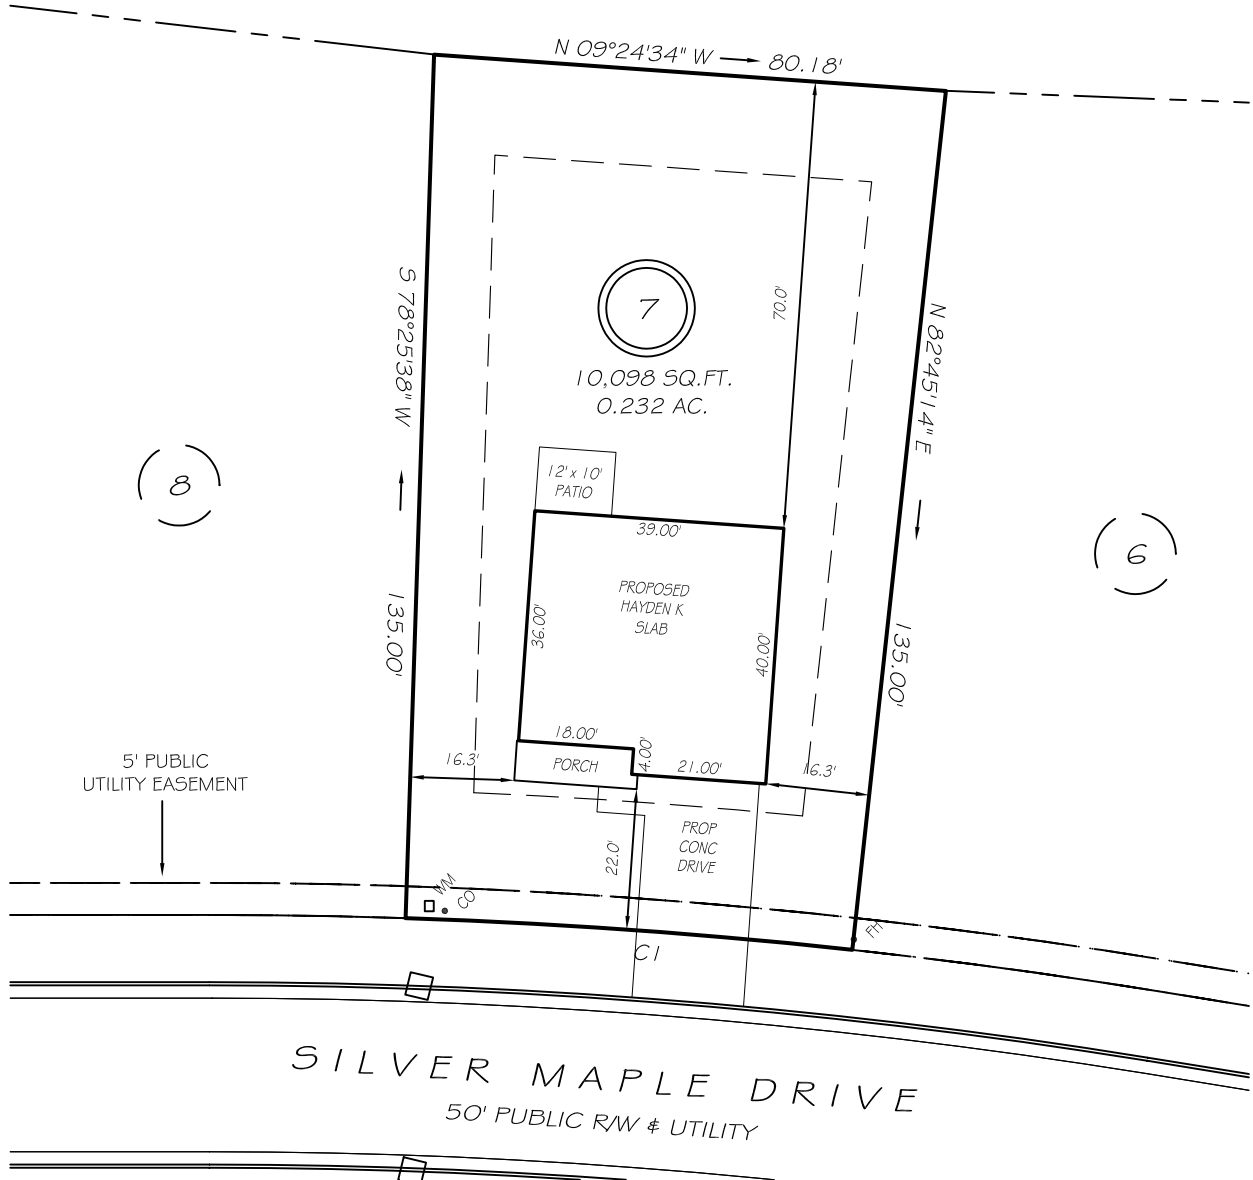 N 09°24'34" W 80.18'
S 78°25'38" W
135.00'
N 82°45'14" E
135.00'
70.0'
7
10,098 SQ.FT.
0.232 AC.
8
6
12' x 10'
PATIO
39.00'
PROPOSED
HAYDEN K
SLAB
36.00'
40.00'
18.00'
4.00'
21.00'
PORCH
16.3'
16.3'
5' PUBLIC
UTILITY EASEMENT
PROP
CONC
DRIVE
22.0'
WM
CO
FH
C1
SILVER MAPLE DRIVE
50' PUBLIC R/W & UTILITY